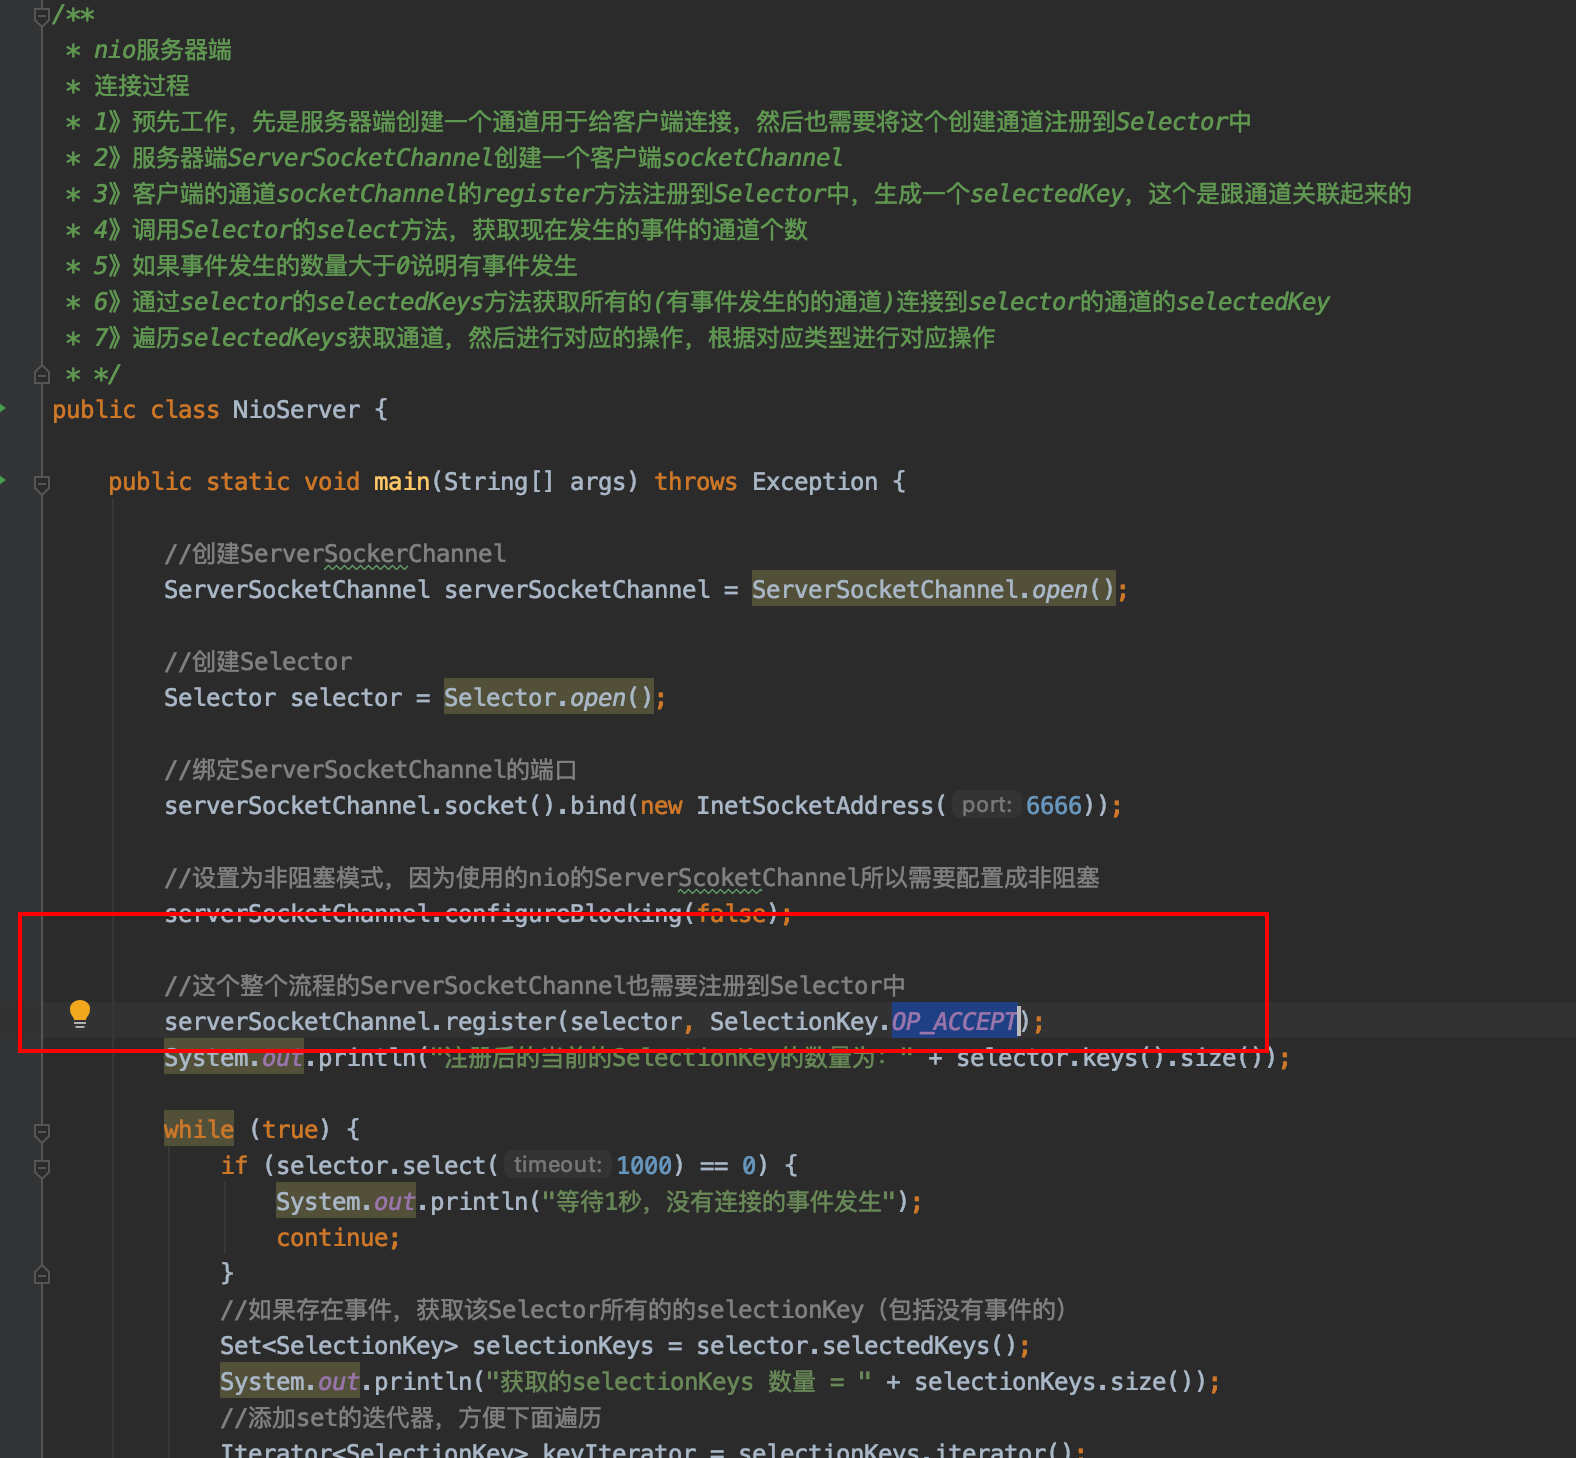 /**
* nio服务器端
* 连接过程
* 1》预先工作，先是服务器端创建一个通道用于给客户端连接，然后也需要将这个创建通道注册到Selector中
* 2》服务器端ServerSocketChannel创建一个客户端socketChannel
* 3》客户端的通道socketChannel的register方法注册到Selector中，生成一个selectedKey，这个是跟通道关联起来的
* 4》调用Selector的select方法，获取现在发生的事件的通道个数
* 5》如果事件发生的数量大于0说明有事件发生
* 6》通过selector的selectedKeys方法获取所有的(有事件发生的的通道)连接到selector的通道的selectedKey
* 7》遍历selectedKeys获取通道，然后进行对应的操作，根据对应类型进行对应操作
* */
public class NioServer {
public static void main(String[] args) throws Exception {
//创建ServerSockerChannel
ServerSocketChannel serverSocketChannel = ServerSocketChannel.open();
//创建Selector
Selector selector = Selector.open();
//绑定ServerSocketChannel的端口
serverSocketChannel.socket().bind(new InetSocketAddress( port: 6666));
//设置为非阻塞模式，因为使用的nio的ServerScoketChannel所以需要配置成非阻塞
serverSocketChannel.configureBlocking(false);
//这个整个流程的ServerSocketChannel也需要注册到Selector中
serverSocketChannel.register(selector, SelectionKey.OP_ACCEPT);
System.out.println("注册后的当前的SelectionKey的数量为：" + selector.keys().size());
while (true) {
if (selector.select( timeout: 1000) == 0) {
System.out.println("等待1秒，没有连接的事件发生");
continue;
}
//如果存在事件，获取该Selector所有的的selectionKey（包括没有事件的）
Set<SelectionKey> selectionKeys = selector.selectedKeys();
System.out.println("获取的selectionKeys 数量 = " + selectionKeys.size());
//添加set的迭代器，方便下面遍历
Iterator<SelectionKey> keyIterator = selectionKeys.iterator();